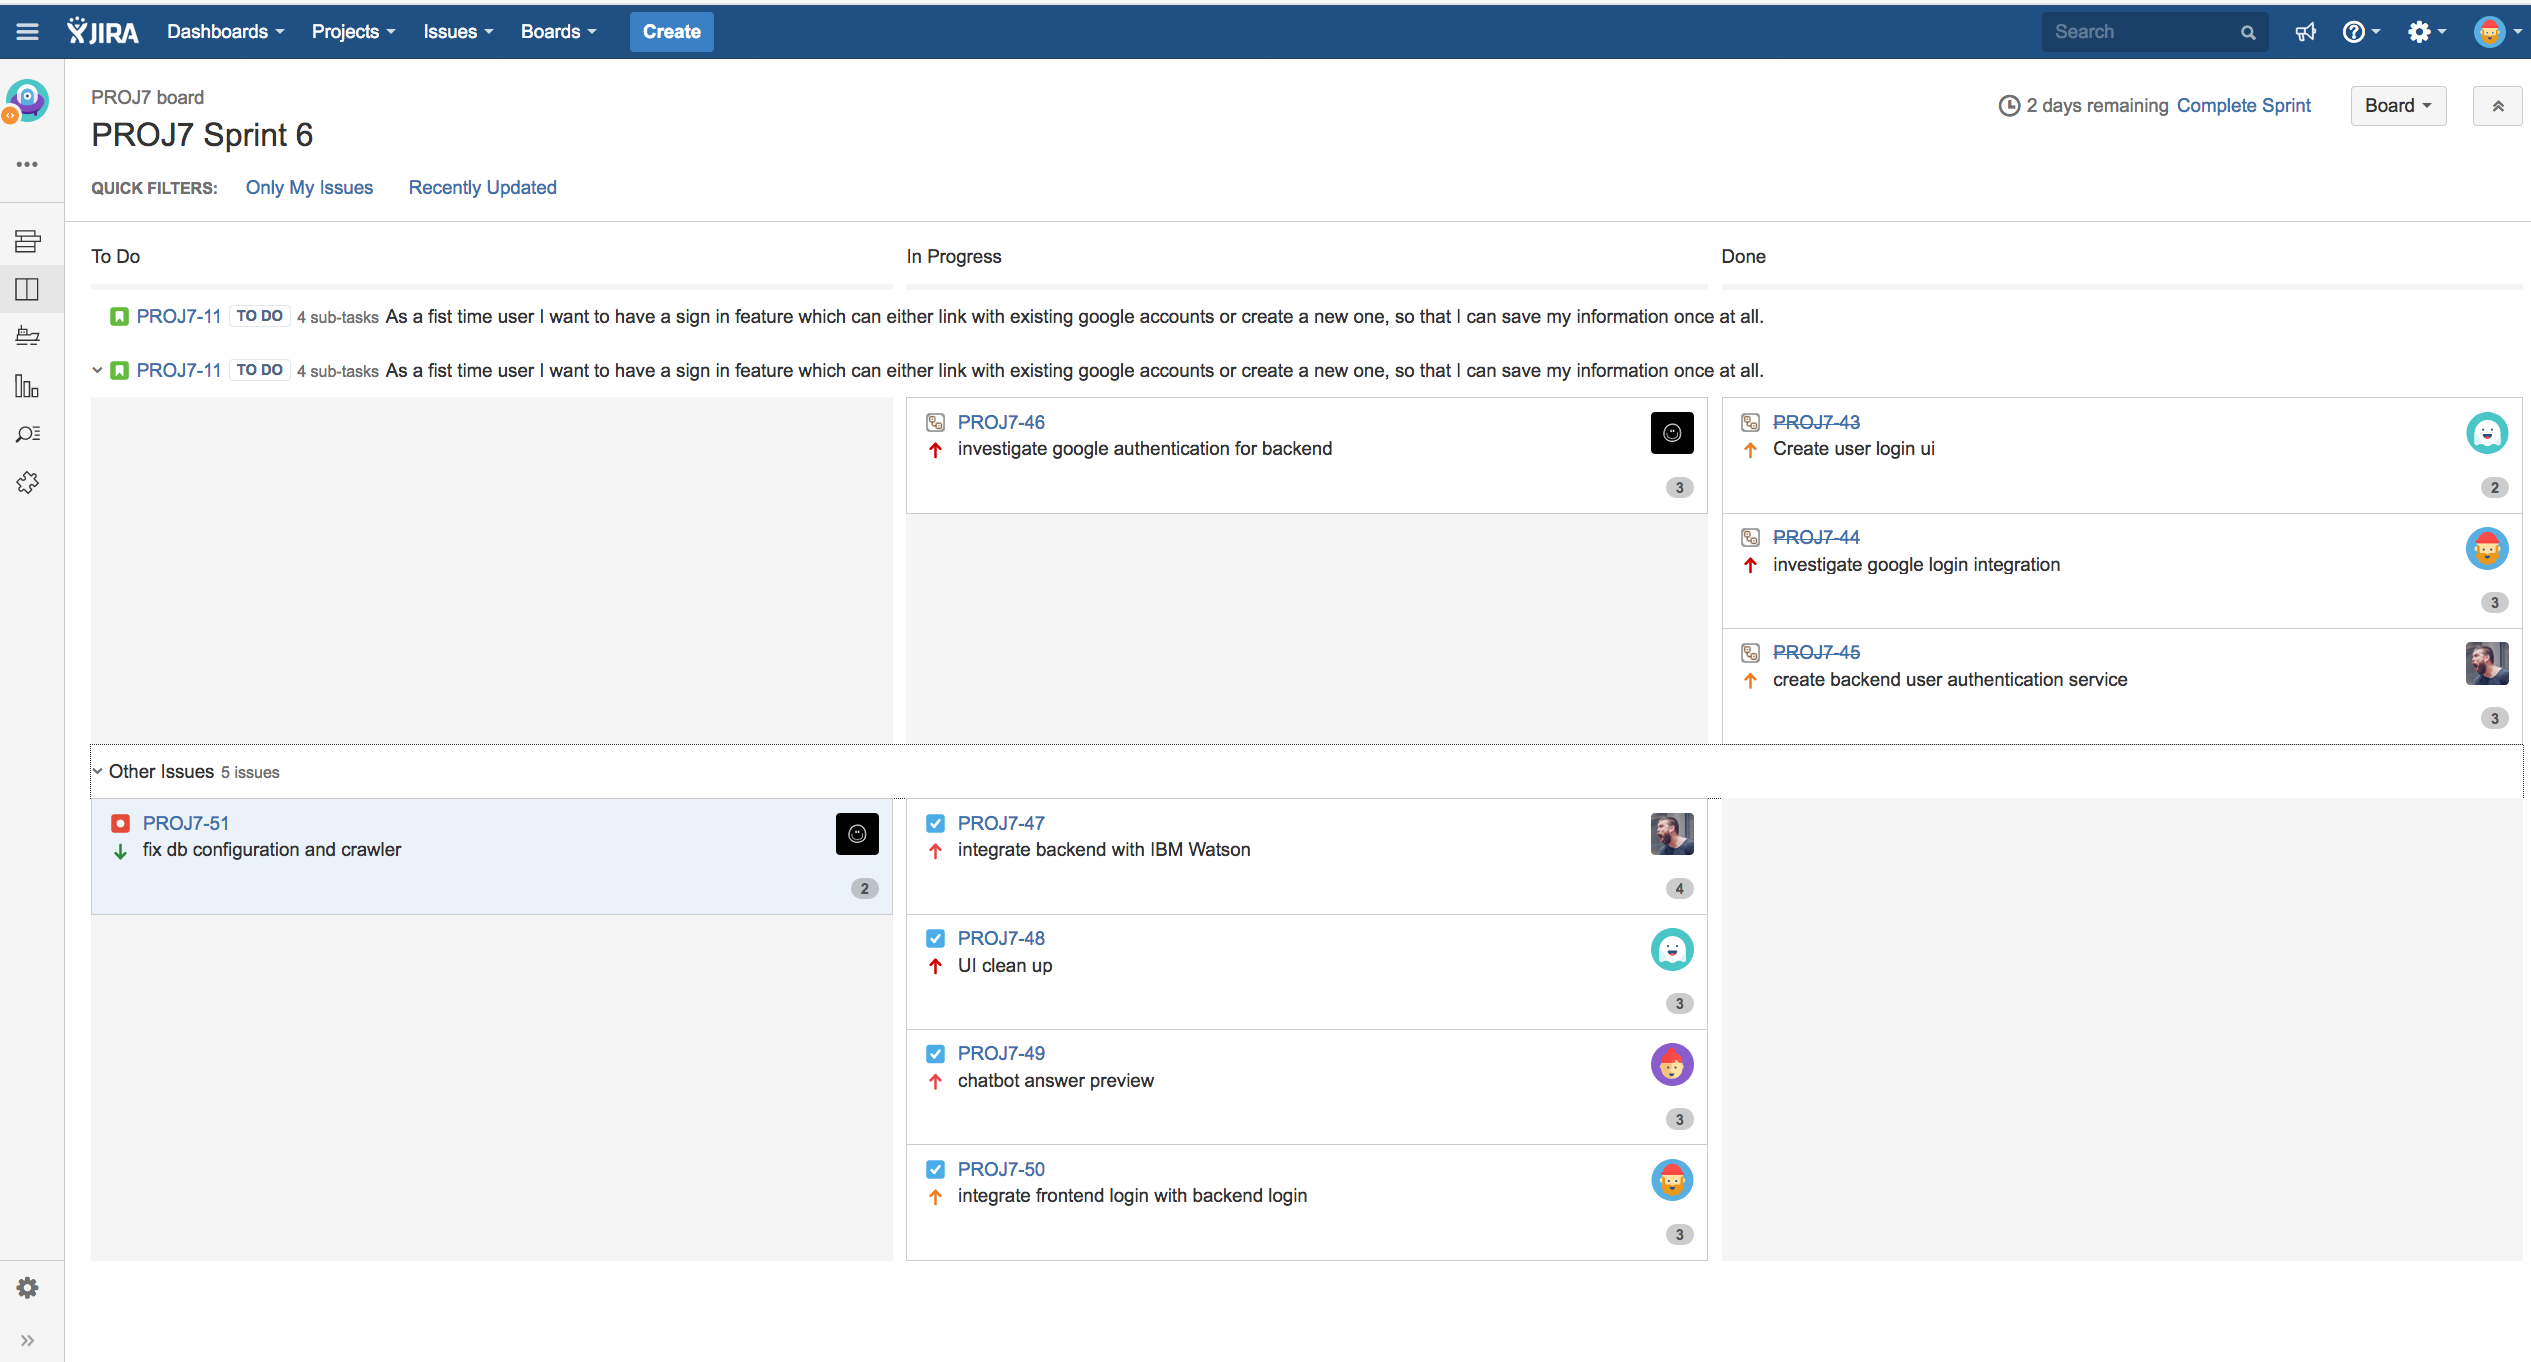 JIRA Dashboards Projects Issues Boards Create Search
PROJ7 board
2 days remaining Complete Sprint Board
PROJ7 Sprint 6
QUICK FILTERS: Only My Issues Recently Updated
To Do In Progress Done
PROJ7-11 TO DO 4 sub-tasks As a fist time user I want to have a sign in feature which can either link with existing google accounts or create a new one, so that I can save my information once at all.
PROJ7-11 TO DO 4 sub-tasks As a fist time user I want to have a sign in feature which can either link with existing google accounts or create a new one, so that I can save my information once at all.
PROJ7-46
investigate google authentication for backend
3
PROJ7-43
Create user login ui
2
PROJ7-44
investigate google login integration
3
PROJ7-45
create backend user authentication service
3
Other Issues 5 issues
PROJ7-51
fix db configuration and crawler
2
PROJ7-47
integrate backend with IBM Watson
4
PROJ7-48
UI clean up
3
PROJ7-49
chatbot answer preview
3
PROJ7-50
integrate frontend login with backend login
3